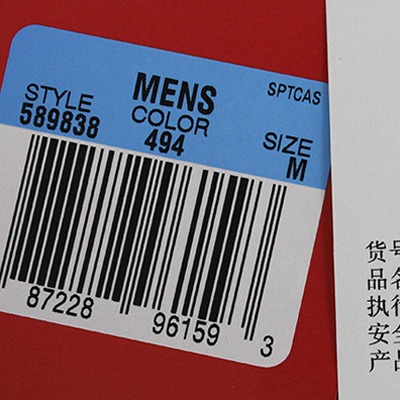 MENS
SPTCAS
STYLE
589838
COLOR
494
SIZE
M
87228
96159
3
货号
品名
执行
安全
产品